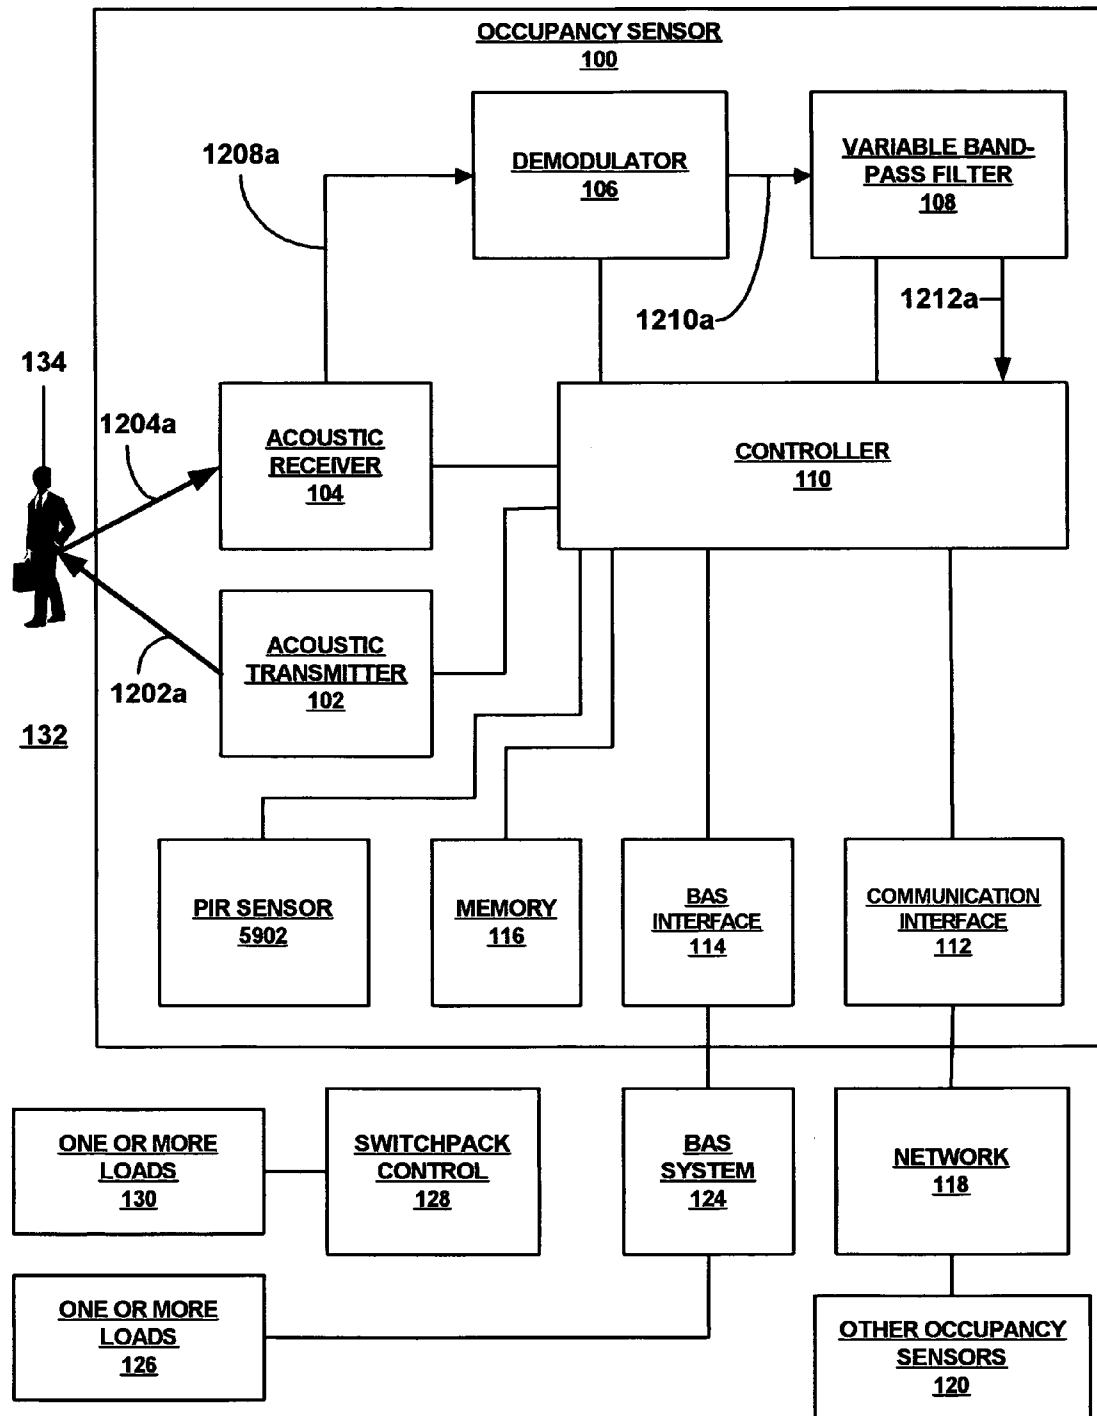 OCCUPANCY SENSOR
100
DEMODULATOR
106
VARIABLE BAND-
PASS FILTER
108
1208a
1210a
1212a
134
1204a
ACOUSTIC
RECEIVER
104
CONTROLLER
110
1202a
ACOUSTIC
TRANSMITTER
102
132
PIR SENSOR
5902
MEMORY
116
BAS
INTERFACE
114
COMMUNICATION
INTERFACE
112
ONE OR MORE
LOADS
130
SWITCHPACK
CONTROL
128
BAS
SYSTEM
124
NETWORK
118
ONE OR MORE
LOADS
126
OTHER OCCUPANCY
SENSORS
120